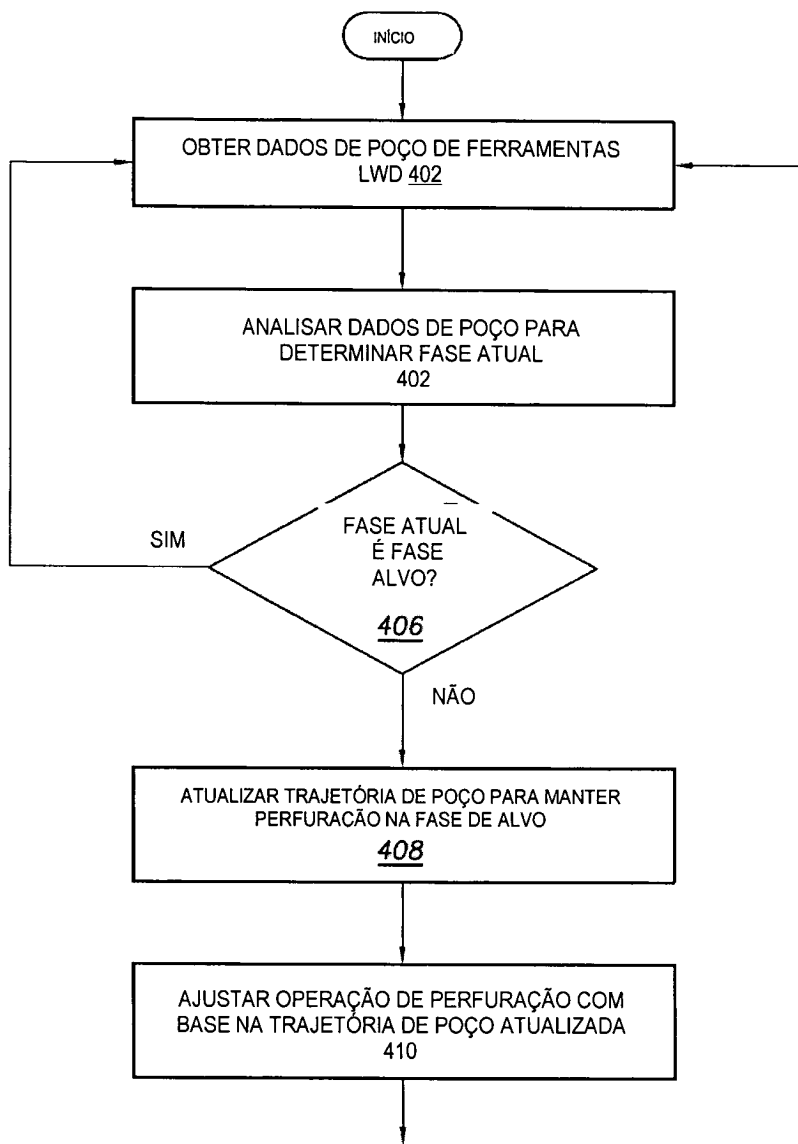 INÍCIO
OBTER DADOS DE POÇO DE FERRAMENTAS
LWD 402
ANALISAR DADOS DE POÇO PARA
DETERMINAR FASE ATUAL
402
SIM
FASE ATUAL
É FASE
ALVO?
406
NÃO
ATUALIZAR TRAJETÓRIA DE POÇO PARA MANTER
PERFURAÇÃO NA FASE DE ALVO
408
AJUSTAR OPERAÇÃO DE PERFURAÇÃO COM
BASE NA TRAJETÓRIA DE POÇO ATUALIZADA
410